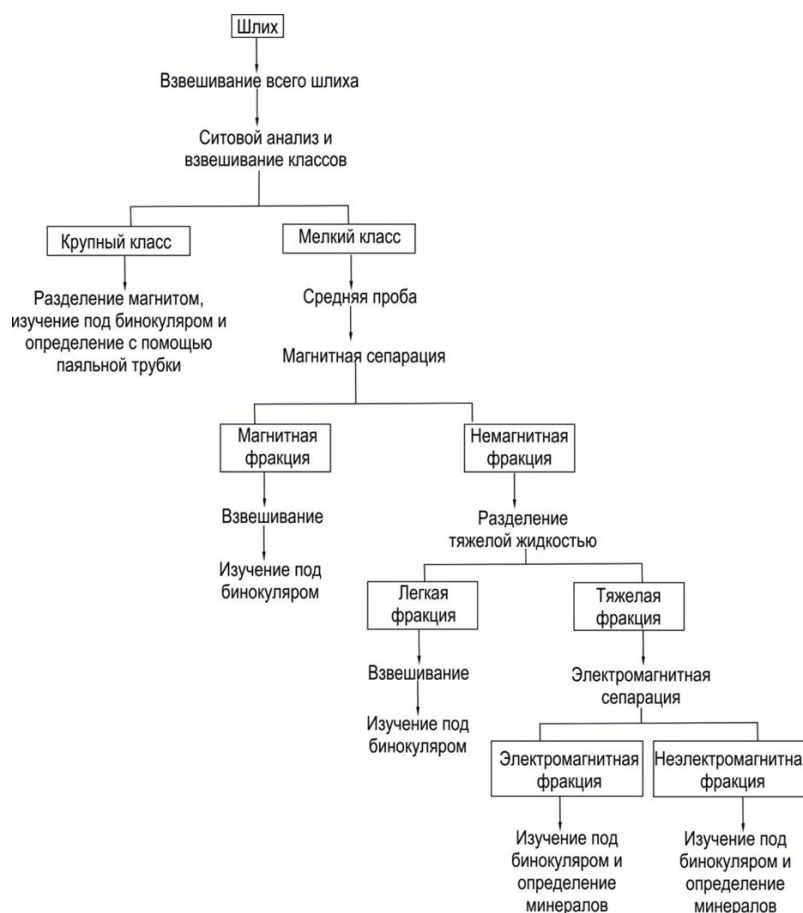 Шлих
Взвешивание всего шлиха
Ситовой анализ и
взвешивание классов
Крупный класс
Мелкий класс
Разделение магнитом,
изучение под бинокуляром и
определение с помощью
паяльной трубки
Средняя проба
Магнитная сепарация
Магнитная
фракция
Немагнитная
фракция
Взвешивание
Изучение под
бинокуляром
Разделение
тяжелой жидкостью
Легкая
фракция
Тяжелая
фракция
Взвешивание
Изучение под
бинокуляром
Электромагнитная
сепарация
Электромагнитная
фракция
Неэлектромагнитна
фракция
Изучение под
бинокуляром и
определение
минералов
Изучение под
бинокуляром и
определение
минералов